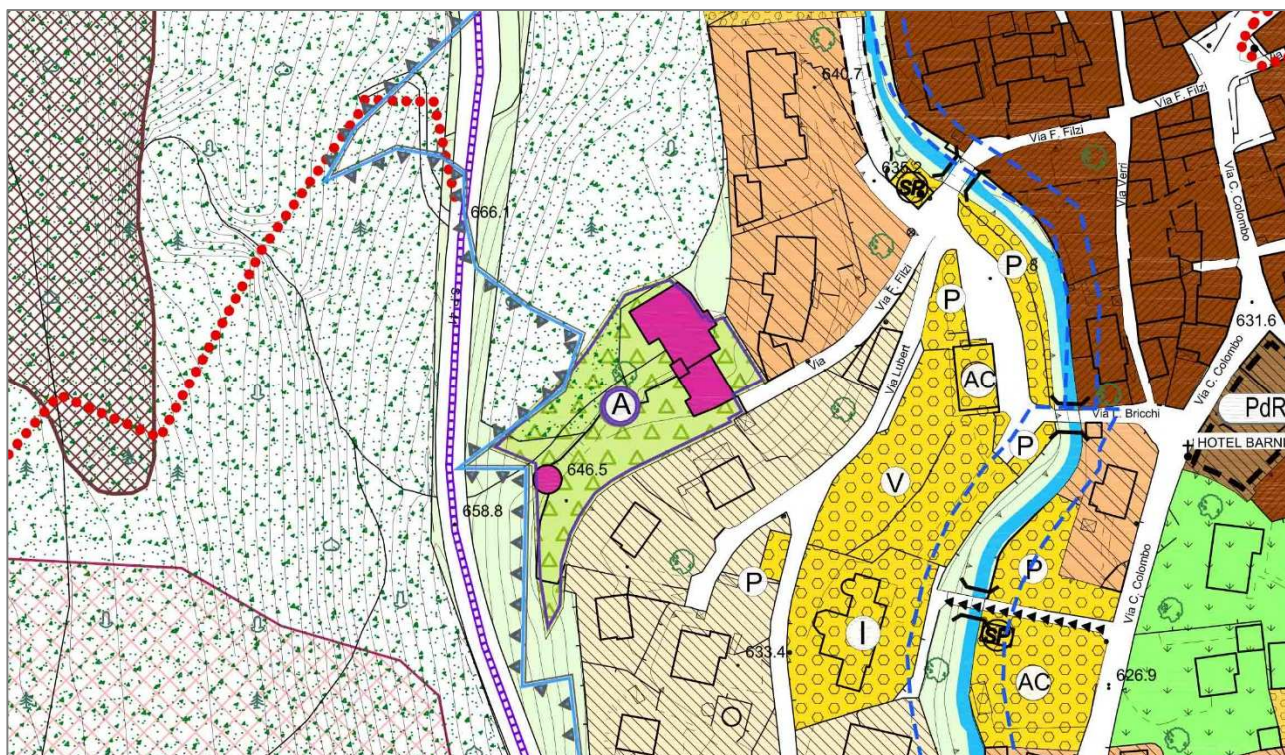 640.7
Via F. Filzi
Via F. Filzi
635.2
SP
Via Verri
Via C. Colombo
666.1
P
P
Via F. Filzi
631.6
Via
Via Lubert
AC
Via C. Colombo
PdR
A
Via L. Bricchi
P
HOTEL BARNI
646.5
V
658.8
P
P
Via C. Colombo
I
SP
633.4
AC
626.9